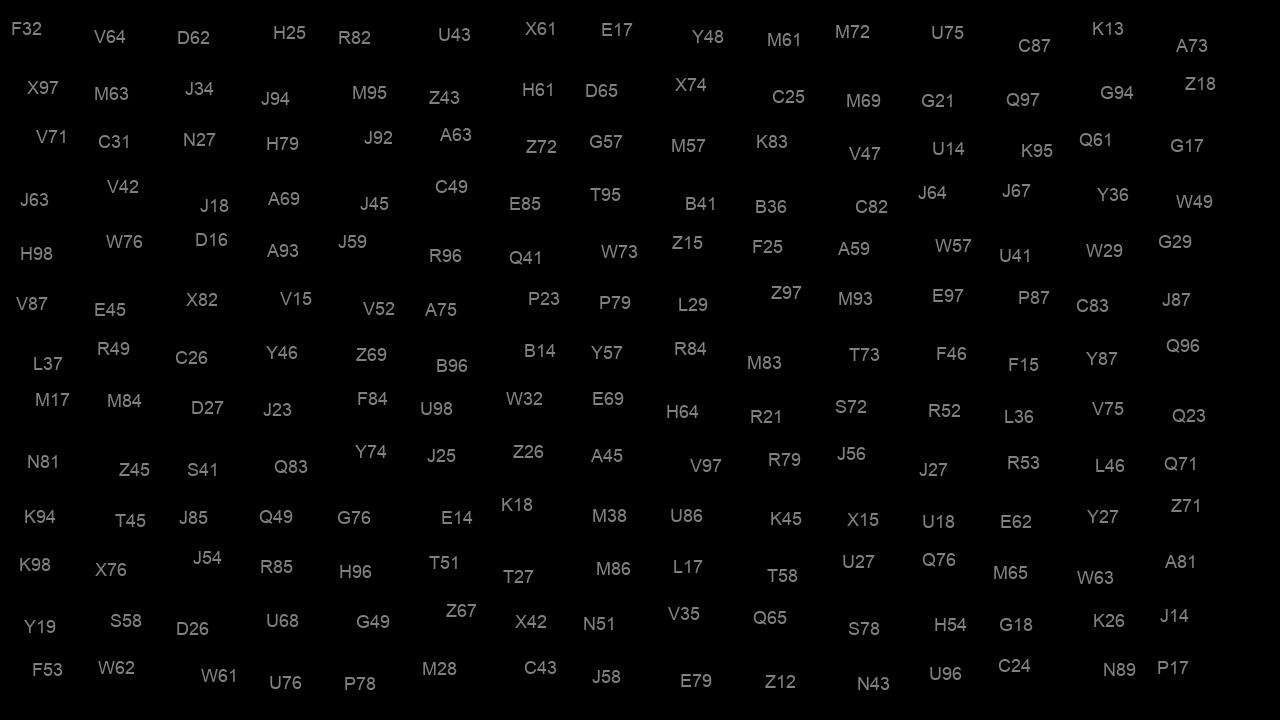 F32 V64 D62 H25 R82 U43 X61 E17 Y48 M61 M72 U75 C87 K13 A73
X97 M63 J34 J94 M95 Z43 H61 D65 X74 C25 M69 G21 Q97 G94 Z18
V71 C31 N27 H79 J92 A63 Z72 G57 M57 K83 V47 U14 K95 Q61 G17
J63 V42 J18 A69 J45 C49 E85 T95 B41 B36 C82 J64 J67 Y36 W49
H98 W76 D16 A93 J59 R96 Q41 W73 Z15 F25 A59 W57 U41 W29 G29
V87 E45 X82 V15 V52 A75 P23 P79 L29 Z97 M93 E97 P87 C83 J87
L37 R49 C26 Y46 Z69 B96 B14 Y57 R84 M83 T73 F46 F15 Y87 Q96
M17 M84 D27 J23 F84 U98 W32 E69 H64 R21 S72 R52 L36 V75 Q23
N81 Z45 S41 Q83 Y74 J25 Z26 A45 V97 R79 J56 J27 R53 L46 Q71
K94 T45 J85 Q49 G76 E14 K18 M38 U86 K45 X15 U18 E62 Y27 Z71
K98 X76 J54 R85 H96 T51 T27 M86 L17 T58 U27 Q76 M65 W63 A81
Y19 S58 D26 U68 G49 Z67 X42 N51 V35 Q65 S78 H54 G18 K26 J14
F53 W62 W61 U76 P78 M28 C43 J58 E79 Z12 N43 U96 C24 N89 P17